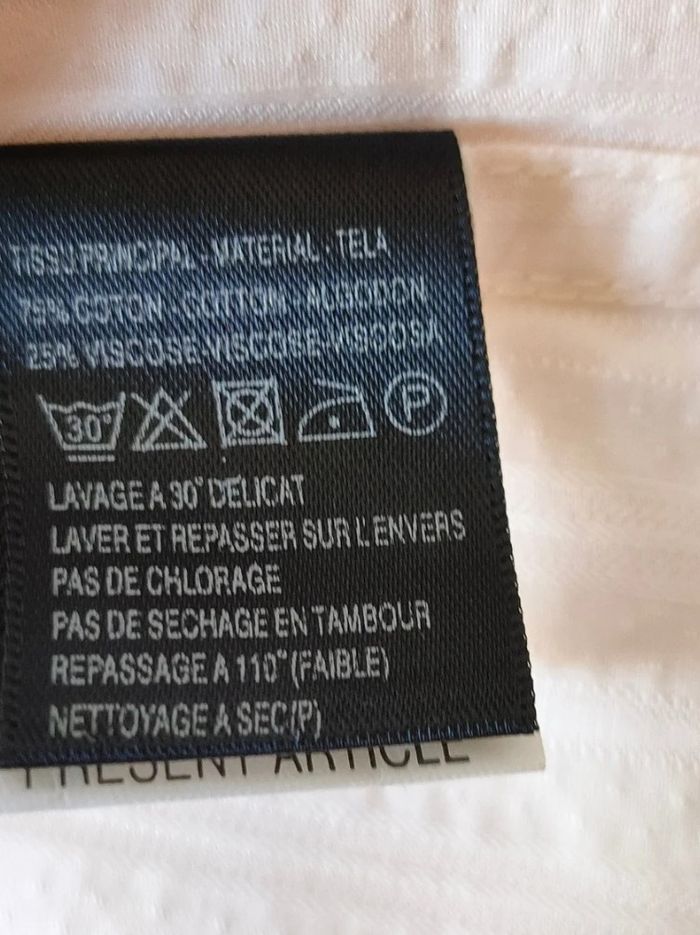 TISSU PRINCIPAL - MATERIAL - TELA
75% COTON - COTTON - ALGODON
25% VISCOSE-VISCOSE-VISCOSA
30° P
LAVAGE A 30° DELICAT
LAVER ET REPASSER SUR L'ENVERS
PAS DE CHLORAGE
PAS DE SECHAGE EN TAMBOUR
REPASSAGE A 110° (FAIBLE)
NETTOYAGE A SEC(P)
PRESENT ARTICLE